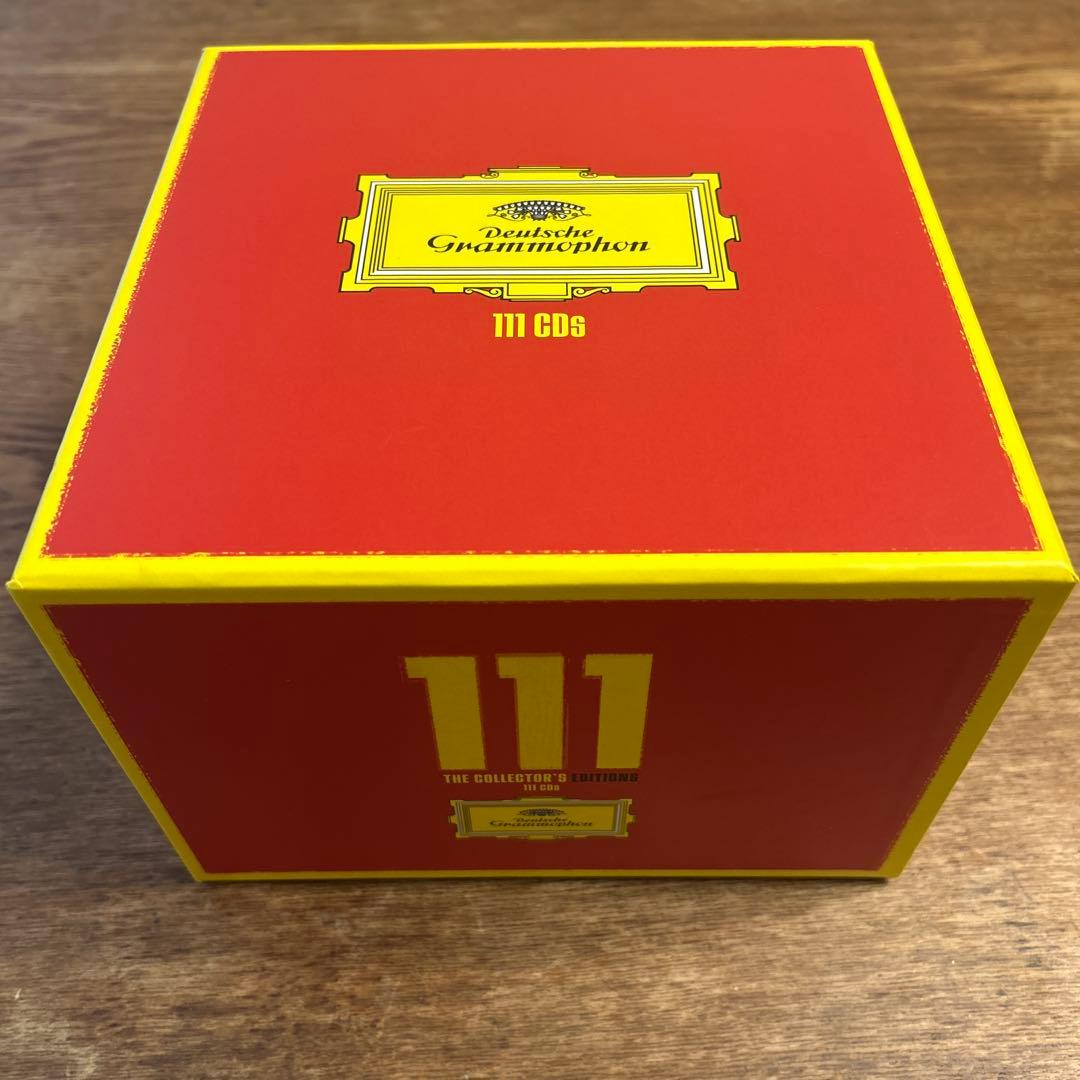 Deutsche
Grammophon
111 CDs
111
THE COLLECTOR'S EDITIONS
111 CDs
Deutsche
Grammophon